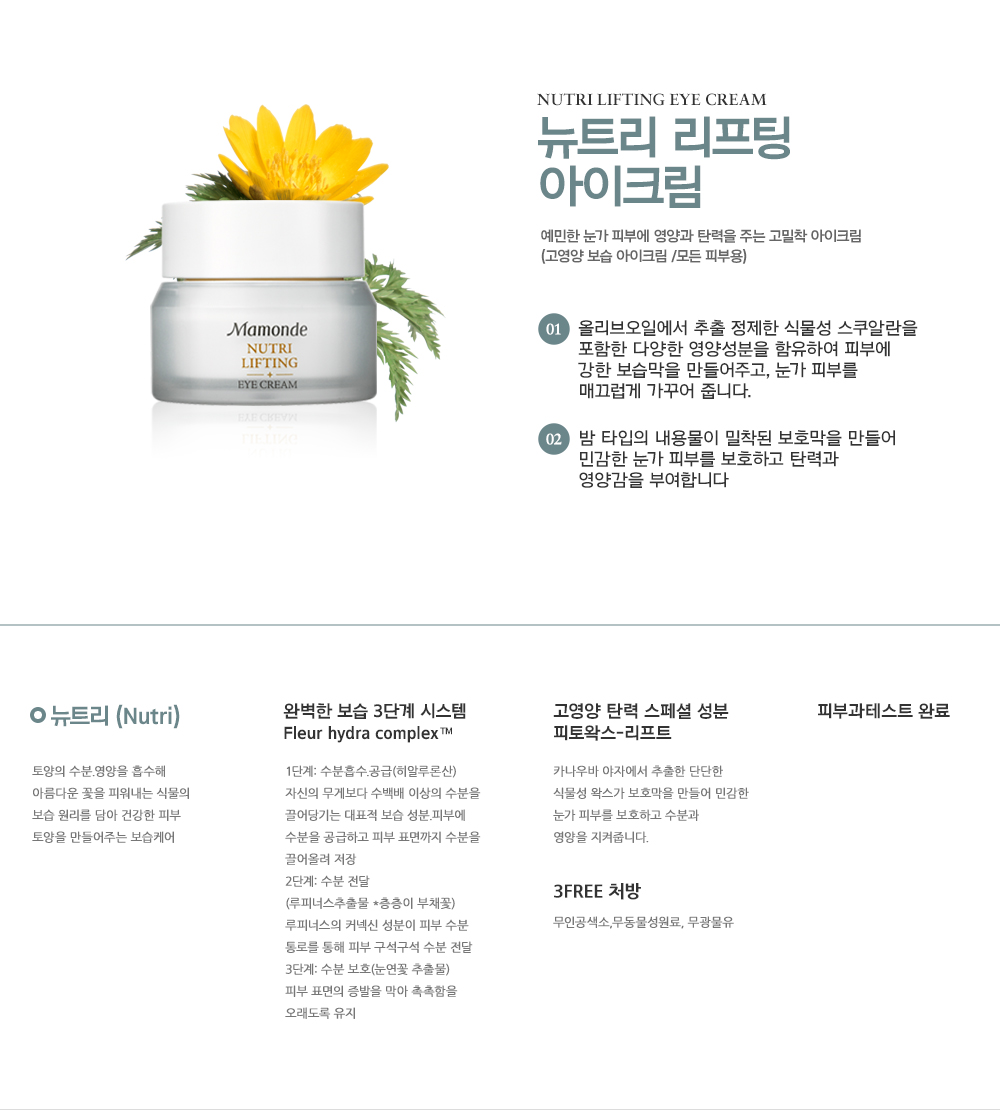 NUTRI LIFTING EYE CREAM
뉴트리 리프팅
아이크림
예민한 눈가 피부에 영양과 탄력을 주는 고밀착 아이크림
(고영양 보습 아이크림 /모든 피부용)
Mamonde
NUTRI
LIFTING
EYE CREAM
01 올리브오일에서 추출 정제한 식물성 스쿠알란을
포함한 다양한 영양성분을 함유하여 피부에
강한 보습막을 만들어주고, 눈가 피부를
매끄럽게 가꾸어 줍니다.
02 밤 타입의 내용물이 밀착된 보호막을 만들어
민감한 눈가 피부를 보호하고 탄력과
영양감을 부여합니다
뉴트리 (Nutri)
토양의 수분.영양을 흡수해
아름다운 꽃을 피워내는 식물의
보습 원리를 담아 건강한 피부
토양을 만들어주는 보습케어
완벽한 보습 3단계 시스템
Fleur hydra complex™
1단계: 수분흡수.공급(히알루론산)
자신의 무게보다 수백배 이상의 수분을
끌어당기는 대표적 보습 성분.피부에
수분을 공급하고 피부 표면까지 수분을
끌어올려 저장
2단계: 수분 전달
(루피너스추출물 *층층이 부채꽃)
루피너스의 커넥신 성분이 피부 수분
통로를 통해 피부 구석구석 수분 전달
3단계: 수분 보호(눈연꽃 추출물)
피부 표면의 증발을 막아 촉촉함을
오래도록 유지
고영양 탄력 스페셜 성분
피토왁스-리프트
카나우바 야자에서 추출한 단단한
식물성 왁스가 보호막을 만들어 민감한
눈가 피부를 보호하고 수분과
영양을 지켜줍니다.
3FREE 처방
무인공색소,무동물성원료, 무광물유
피부과테스트 완료